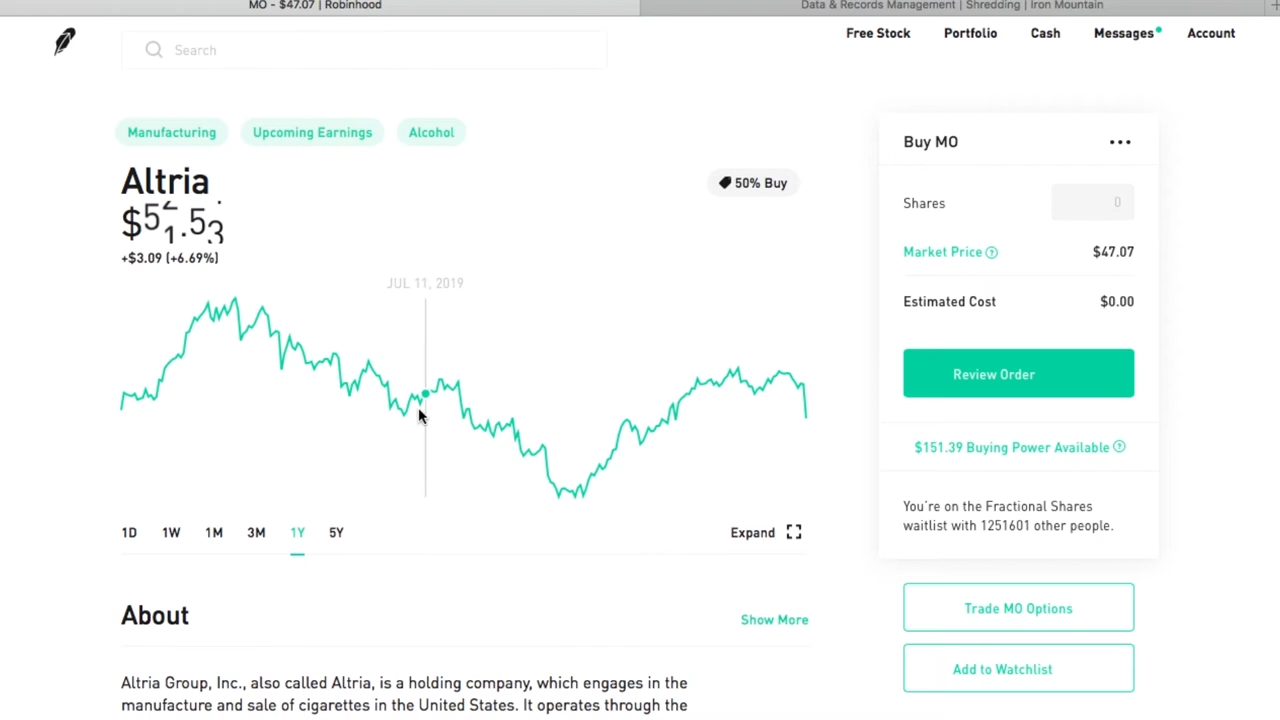 MO - $47.07 | Robinhood
Data & Records Management | Shredding | Iron Mountain
Search
Free Stock
Portfolio
Cash
Messages
Account
Manufacturing
Upcoming Earnings
Alcohol
Altria
+$3.09 (+6.69%)
50% Buy
JUL 11, 2019
1D
1W
1M
3M
1Y
5Y
Expand
About
Show More
Altria Group, Inc., also called Altria, is a holding company, which engages in the
manufacture and sale of cigarettes in the United States. It operates through the
Buy MO
Shares
0
Market Price
$47.07
Estimated Cost
$0.00
Review Order
$151.39 Buying Power Available
You're on the Fractional Shares
waitlist with 1251601 other people.
Trade MO Options
Add to Watchlist